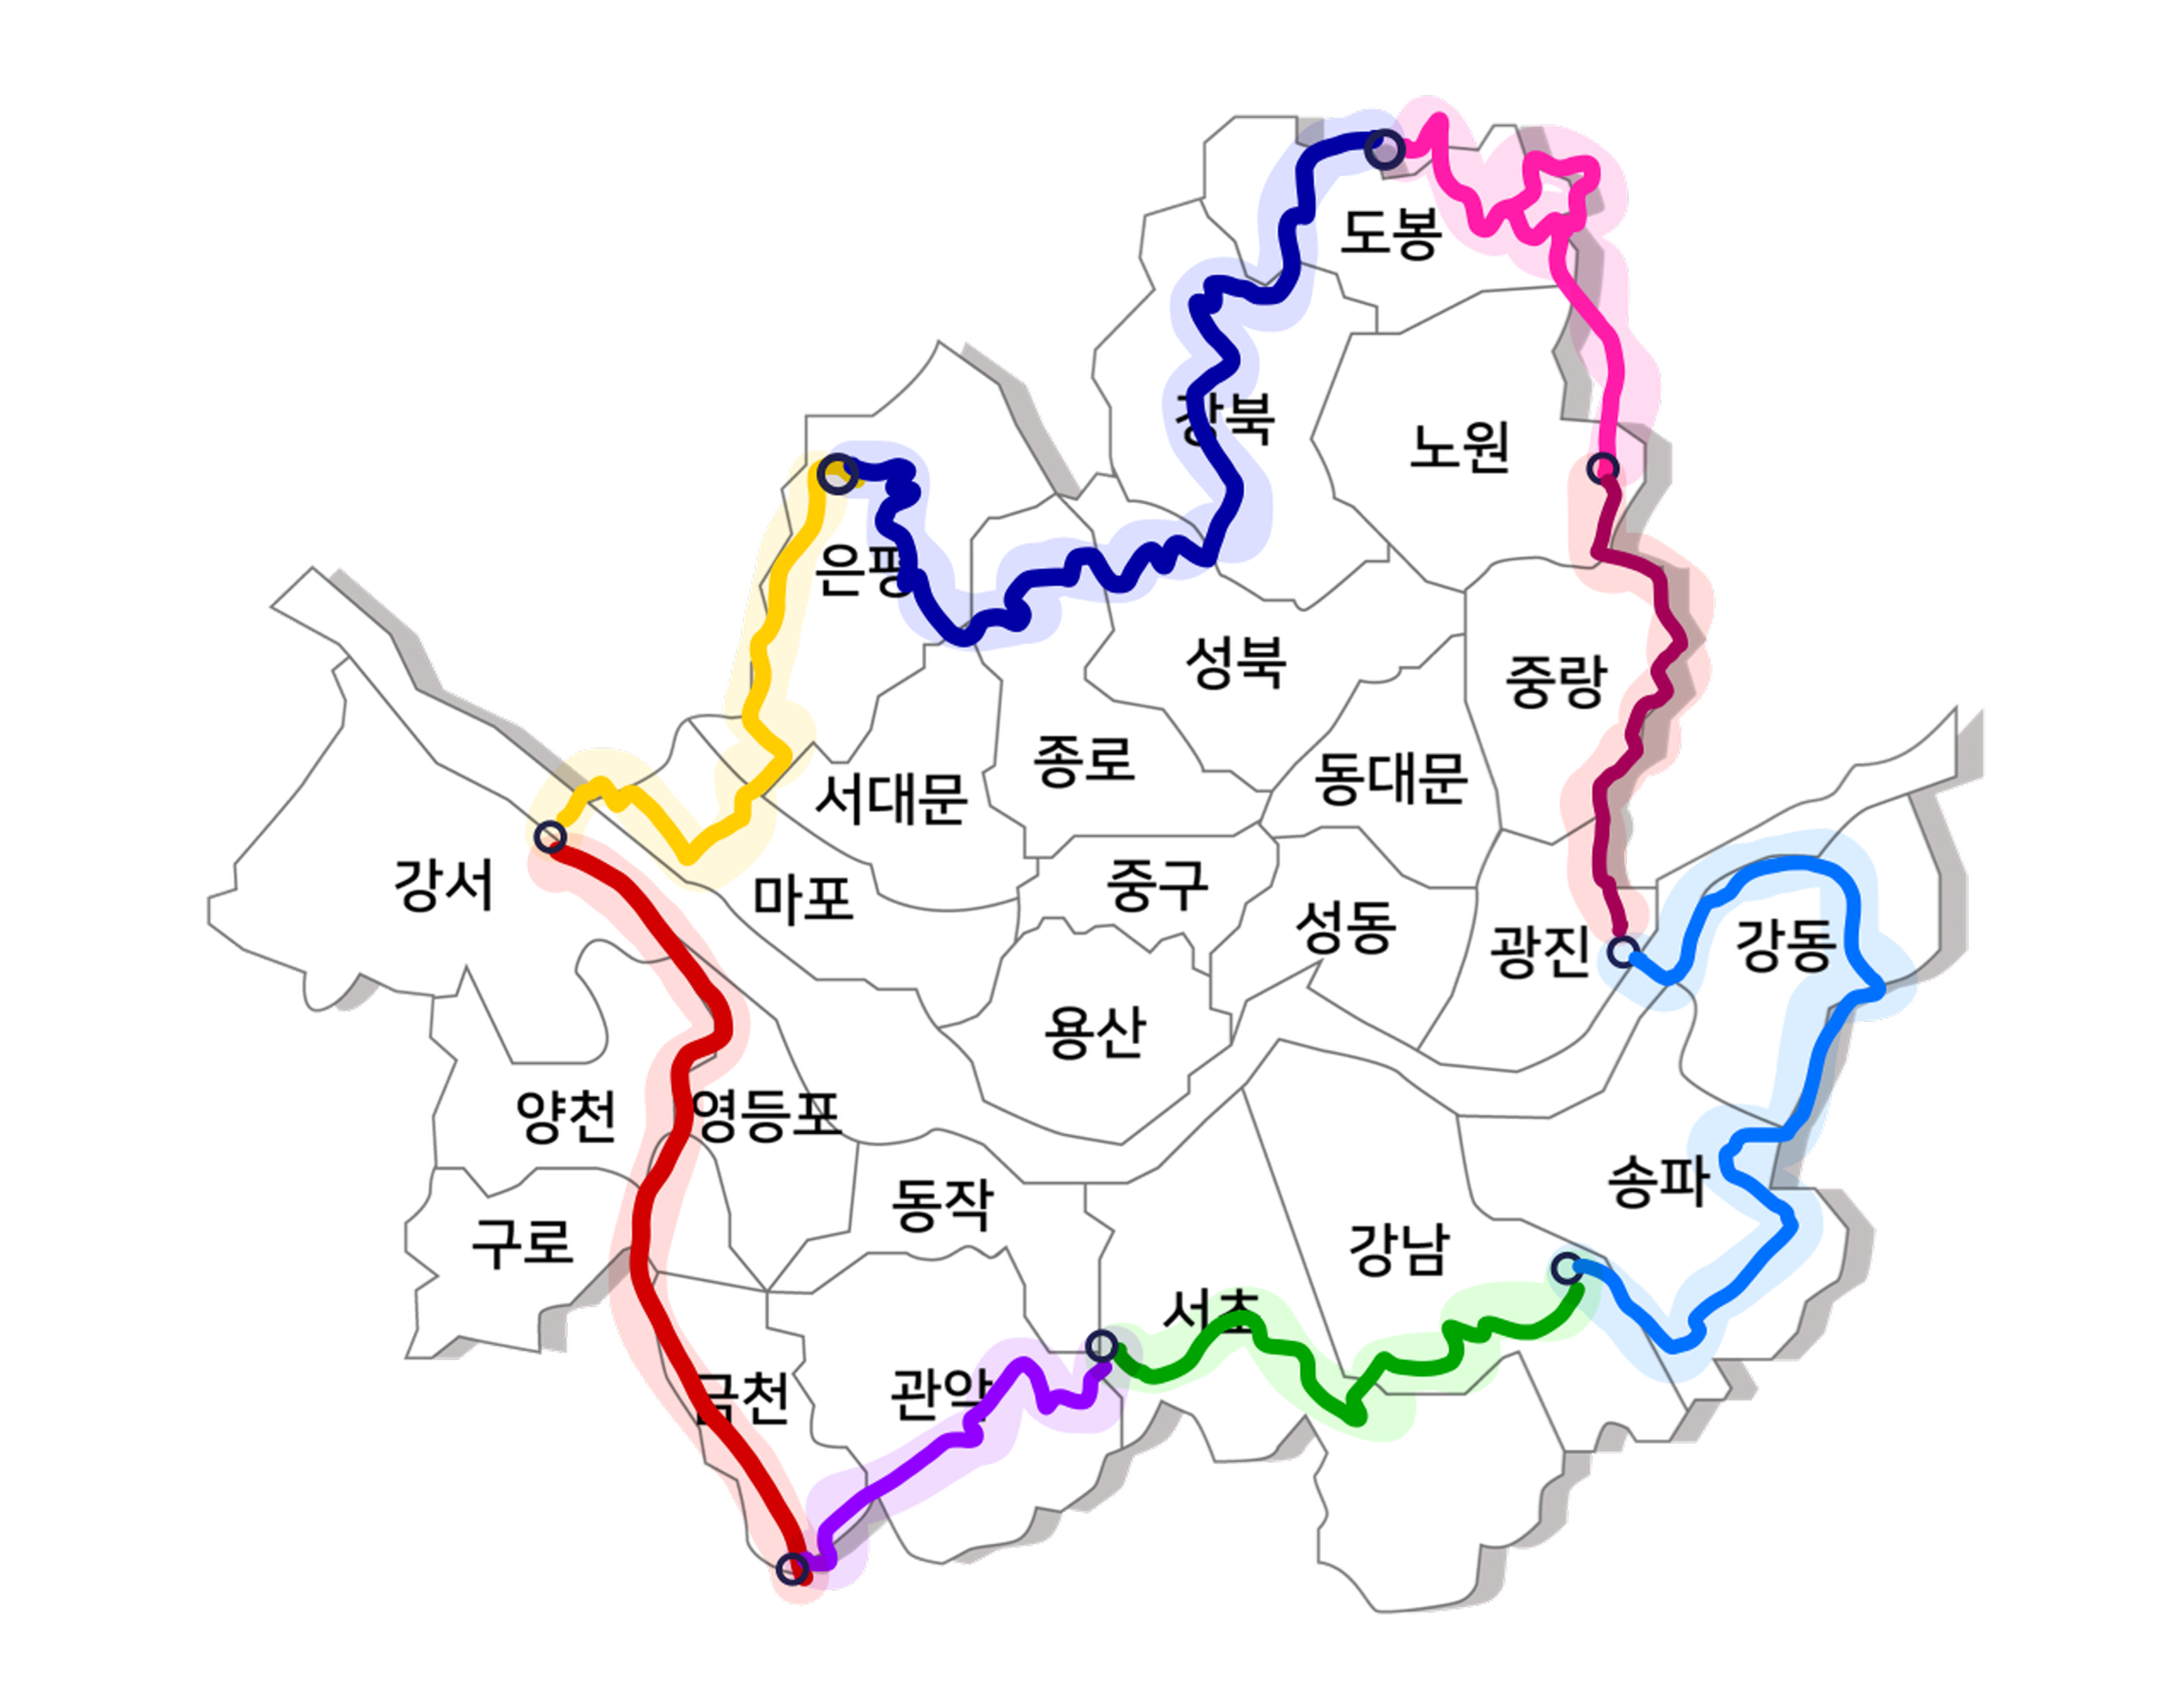 도봉
강북
노원
은평
성북
중랑
종로
동대문
서대문
강서
마포
중구
성동
광진
강동
용산
양천
영등포
송파
동작
구로
강남
서초
금천
관악